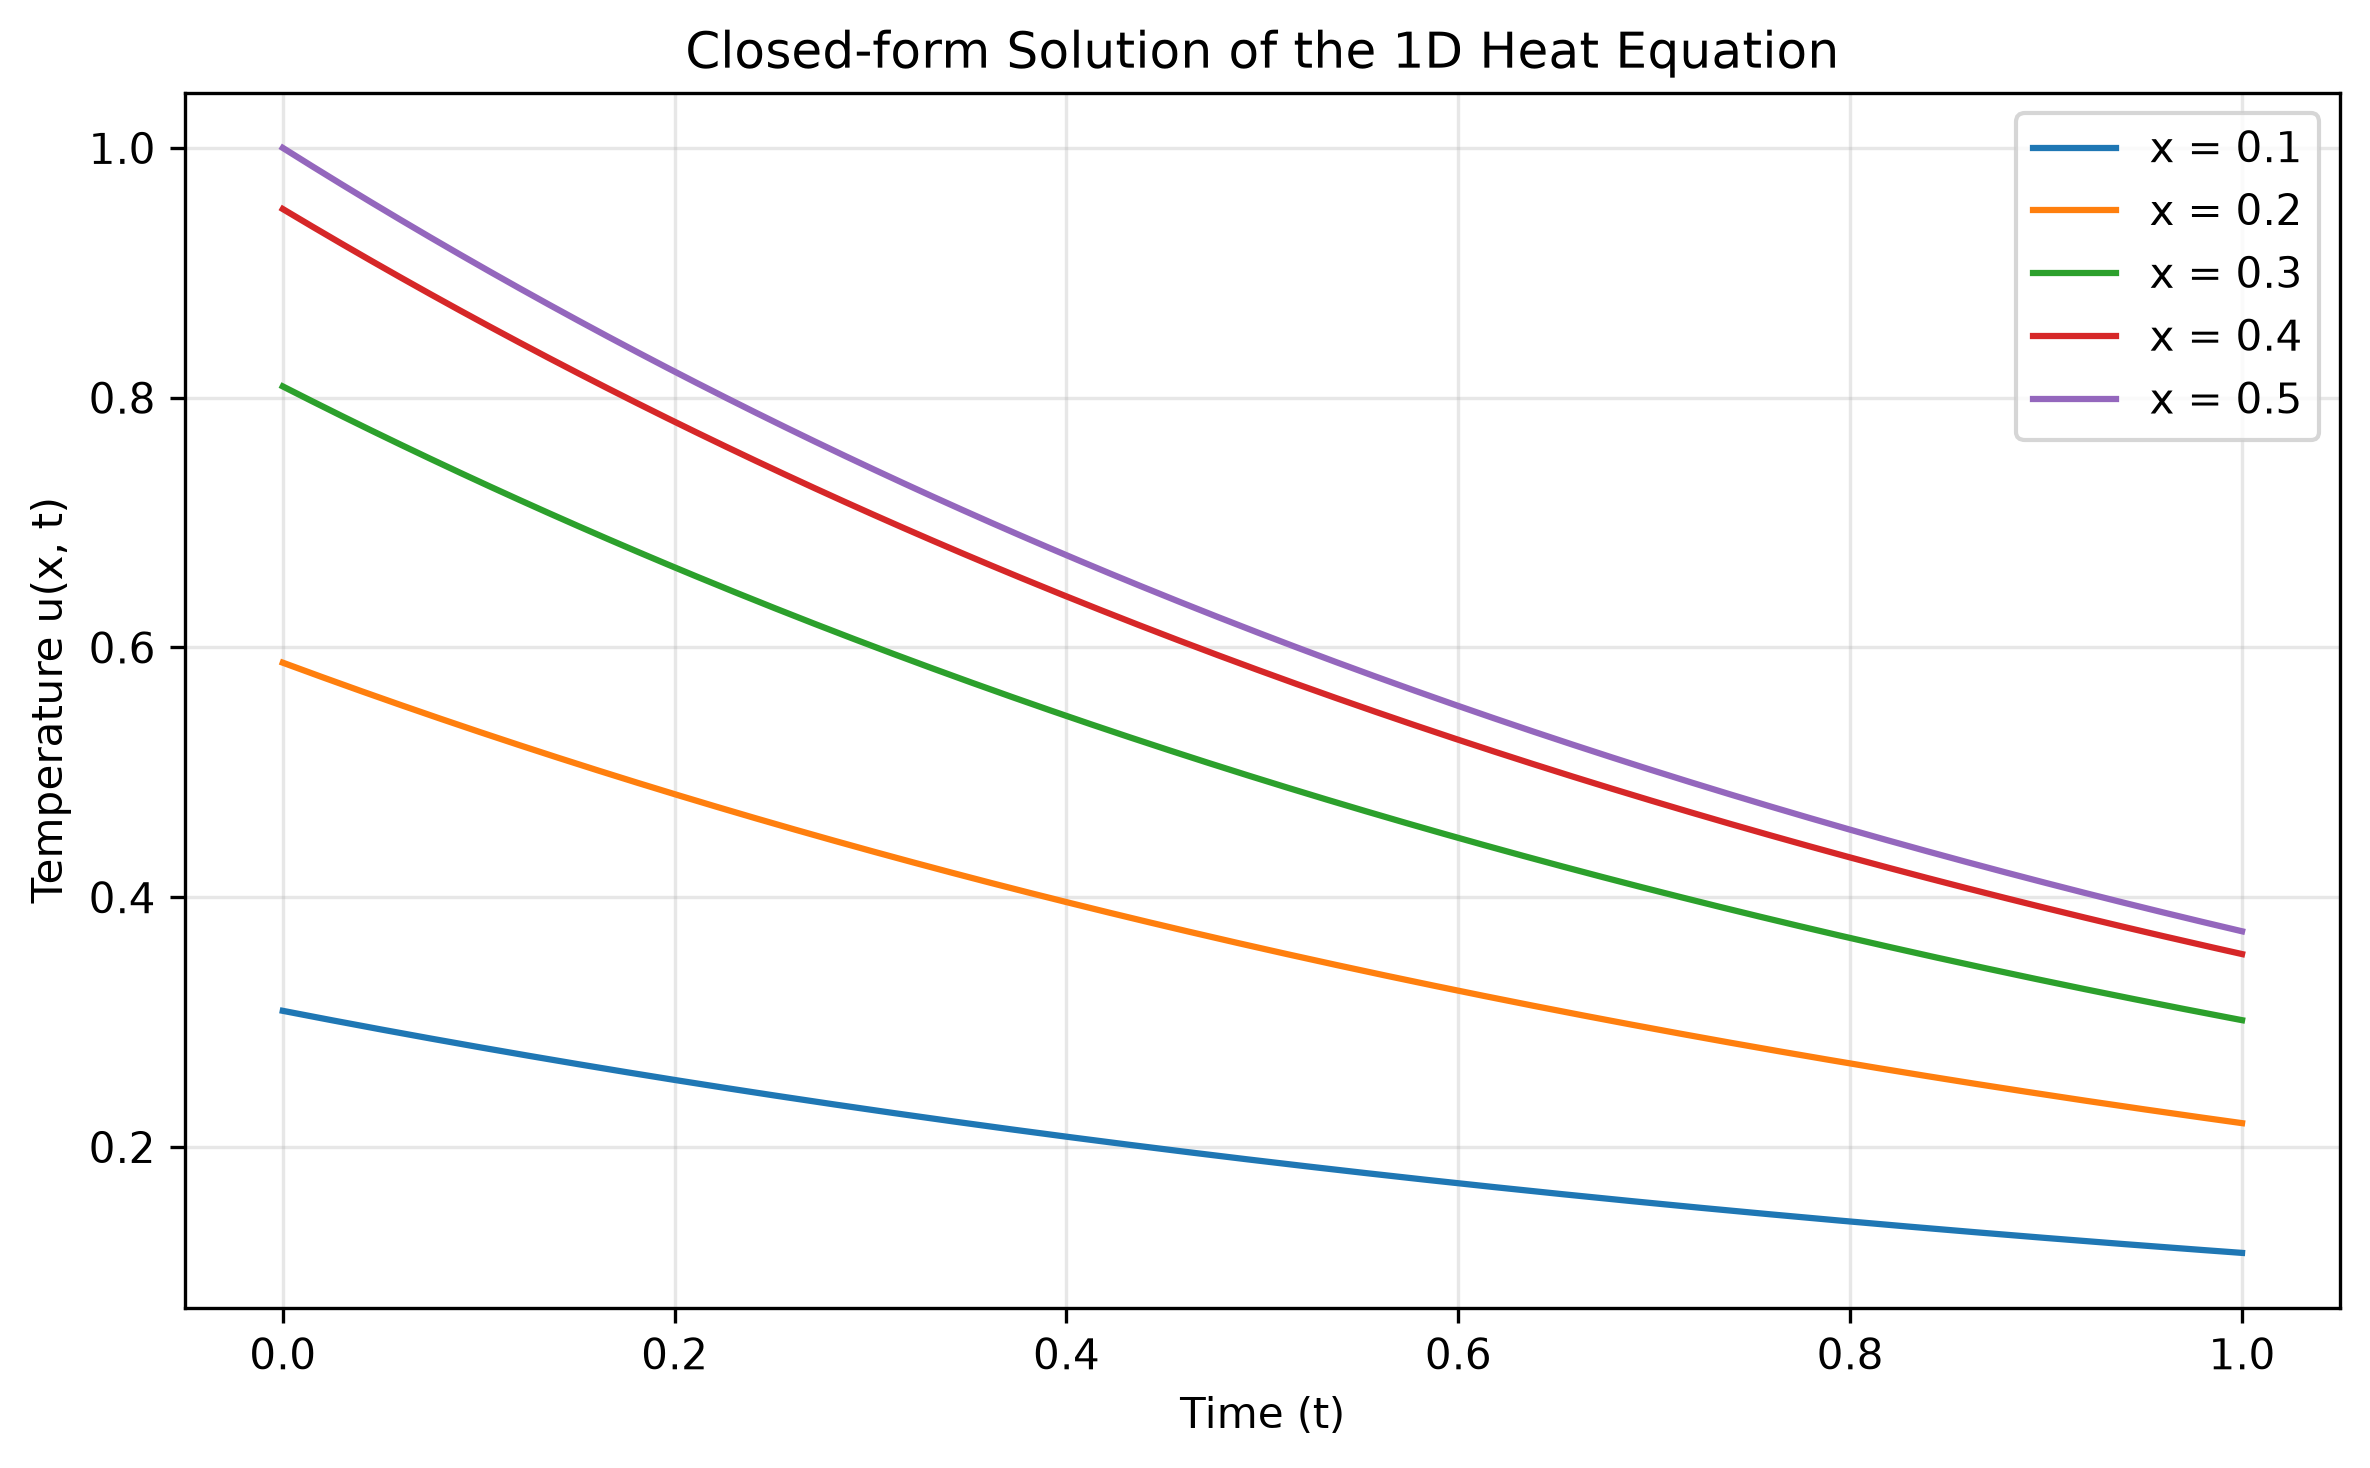 Closed-form Solution of the 1D Heat Equation
1.0
0.8
0.6
0.4
0.2
Temperature u(x, t)
x = 0.1
x = 0.2
x = 0.3
x = 0.4
x = 0.5
0.0
0.2
0.4
0.6
0.8
1.0
Time (t)